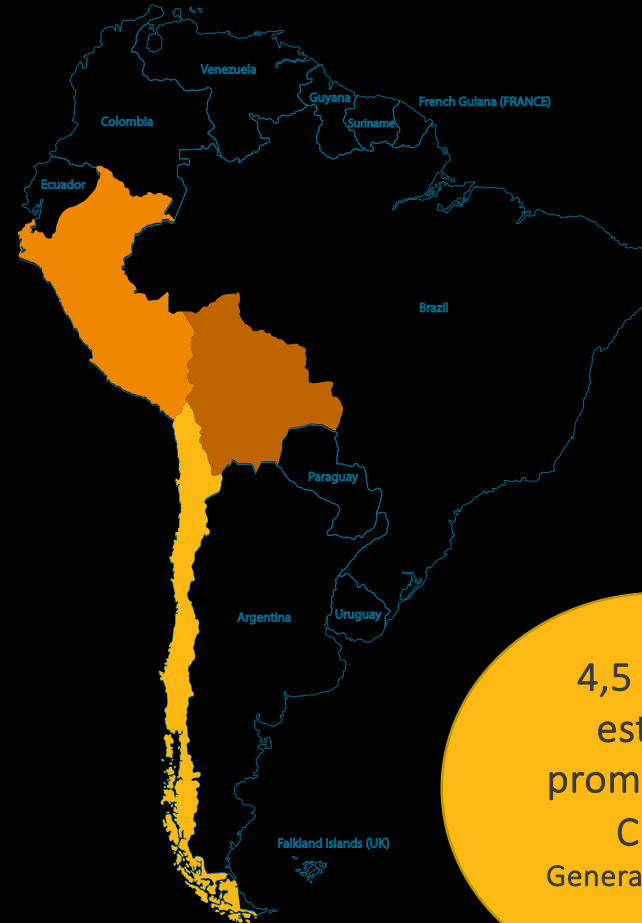 Venezuela
Guyana
French Guiana (FRANCE)
Colombia
Suriname
Ecuador
Brazil
Paraguay
Argentina
Uruguay
4,5
est
prom
C
Genera
Falkland Islands (UK)